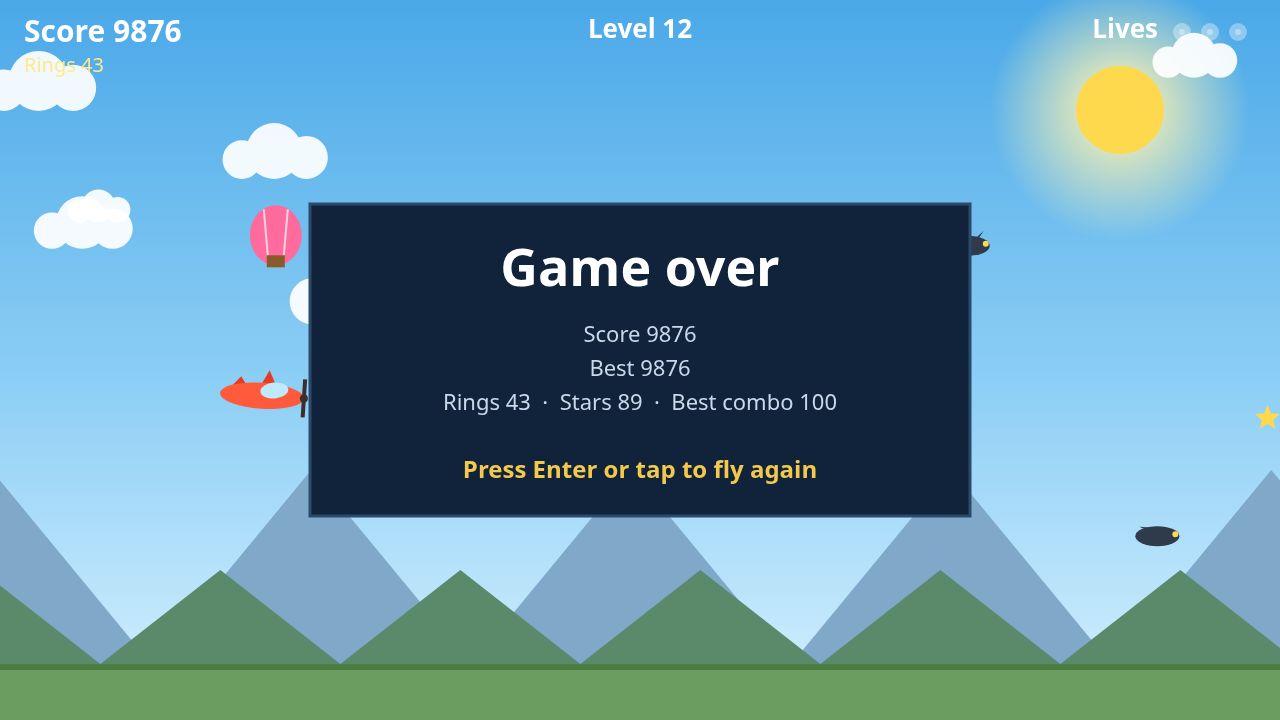 Score 9876
Level 12
Lives
Rings 43
Game over
Score 9876
Best 9876
Rings 43 · Stars 89 · Best combo 100
Press Enter or tap to fly again